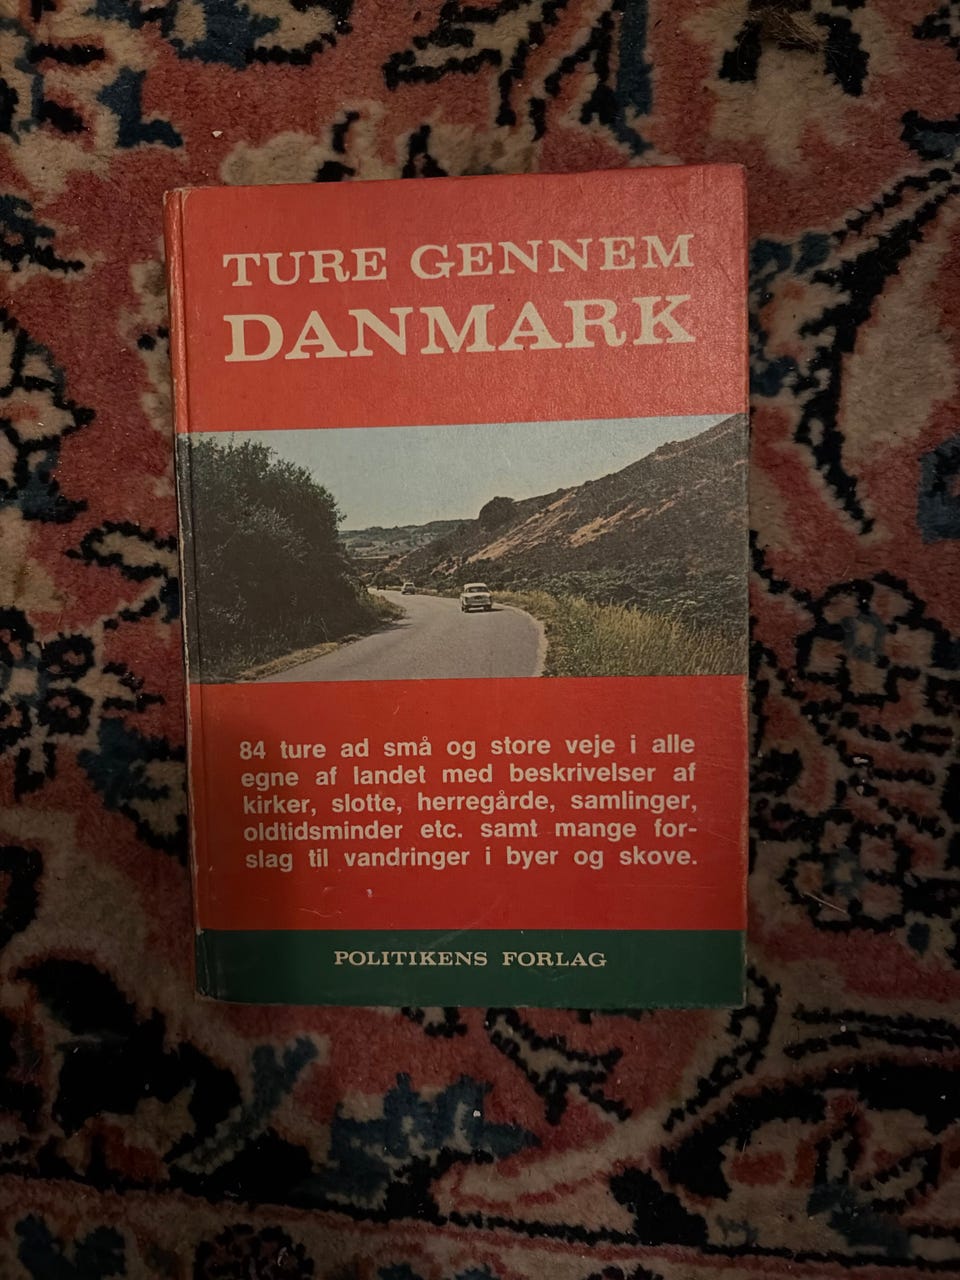 TURE GENNEM
DANMARK
84 ture ad små og store veje i alle
egne af landet med beskrivelser af
kirker, slotte, herregårde, samlinger,
oldtidsminder etc. samt mange for-
slag til vandringer i byer og skove.
POLITIKENS FORLAG